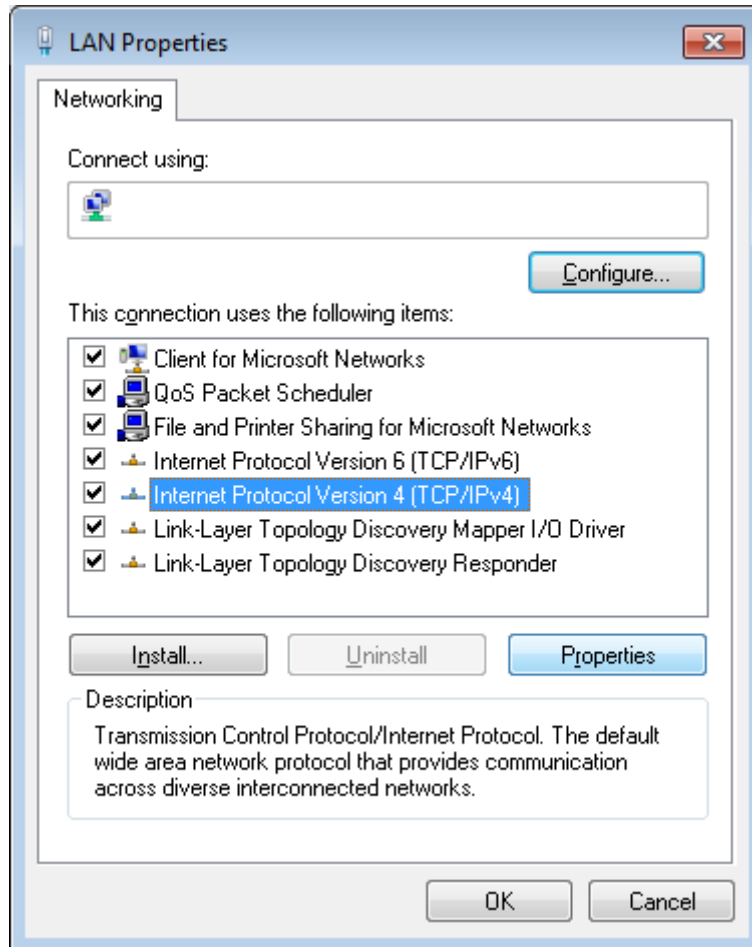 LAN Properties
Networking
Connect using:
Configure...
This connection uses the following items:
Client for Microsoft Networks
QoS Packet Scheduler
File and Printer Sharing for Microsoft Networks
Internet Protocol Version 6 (TCP/IPv6)
Internet Protocol Version 4 (TCP/IPv4)
Link-Layer Topology Discovery Mapper I/O Driver
Link-Layer Topology Discovery Responder
Install... Uninstall Properties
Description
Transmission Control Protocol/Internet Protocol. The default
wide area network protocol that provides communication
across diverse interconnected networks.
OK Cancel